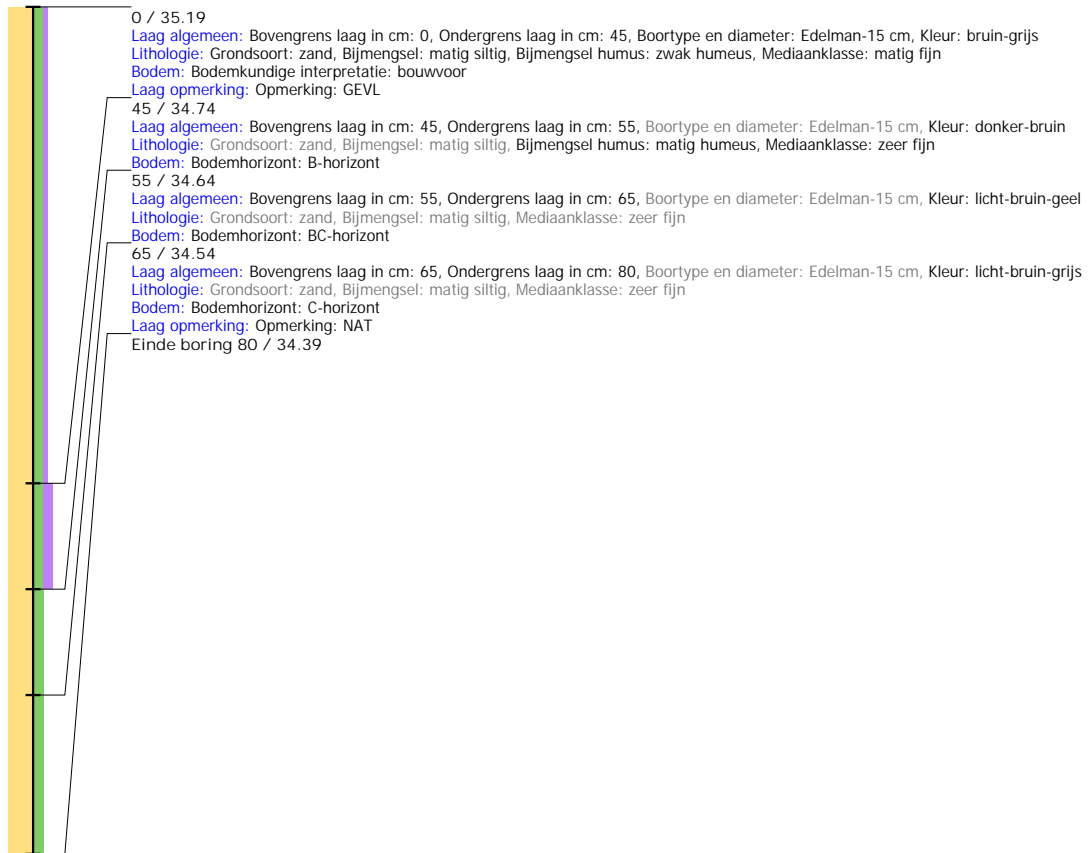 0 / 35.19
Laag algemeen: Bovengrens laag in cm: 0, Ondergrens laag in cm: 45, Boortype en diameter: Edelman-15 cm, Kleur: bruin-grijs
Lithologie: Grondsoort: zand, Bijmengsel: matig siltig, Bijmengsel humus: zwak humeus, Mediaanklasse: matig fijn
Bodem: Bodemkundige interpretatie: bouwvoor
Laag opmerking: Opmerking: GEVL
45 / 34.74
Laag algemeen: Bovengrens laag in cm: 45, Ondergrens laag in cm: 55, Boortype en diameter: Edelman-15 cm, Kleur: donker-bruin
Lithologie: Grondsoort: zand, Bijmengsel: matig siltig, Bijmengsel humus: matig humeus, Mediaanklasse: zeer fijn
Bodem: Bodemhorizont: B-horizont
55 / 34.64
Laag algemeen: Bovengrens laag in cm: 55, Ondergrens laag in cm: 65, Boortype en diameter: Edelman-15 cm, Kleur: licht-bruin-geel
Lithologie: Grondsoort: zand, Bijmengsel: matig siltig, Mediaanklasse: zeer fijn
Bodem: Bodemhorizont: BC-horizont
65 / 34.54
Laag algemeen: Bovengrens laag in cm: 65, Ondergrens laag in cm: 80, Boortype en diameter: Edelman-15 cm, Kleur: licht-bruin-grijs
Lithologie: Grondsoort: zand, Bijmengsel: matig siltig, Mediaanklasse: zeer fijn
Bodem: Bodemhorizont: C-horizont
Laag opmerking: Opmerking: NAT
Einde boring 80 / 34.39